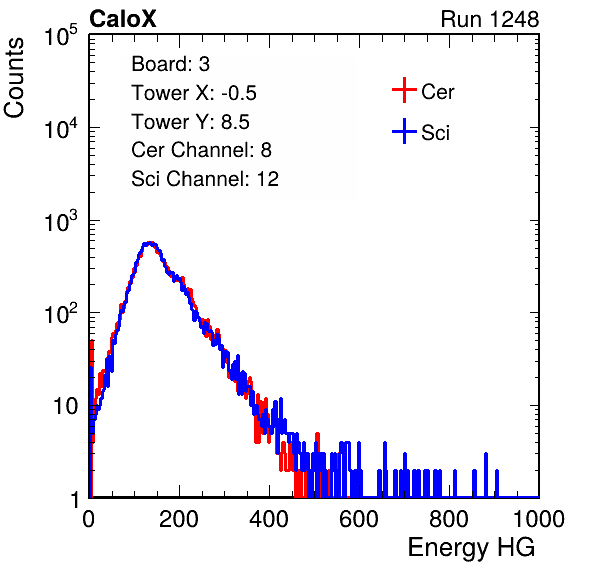 CaloX Run 1248
Counts
10^5
10^4
10^3
10^2
10
1
Board: 3
Tower X: -0.5
Tower Y: 8.5
Cer Channel: 8
Sci Channel: 12
Cer
Sci
0 200 400 600 800 1000
Energy HG